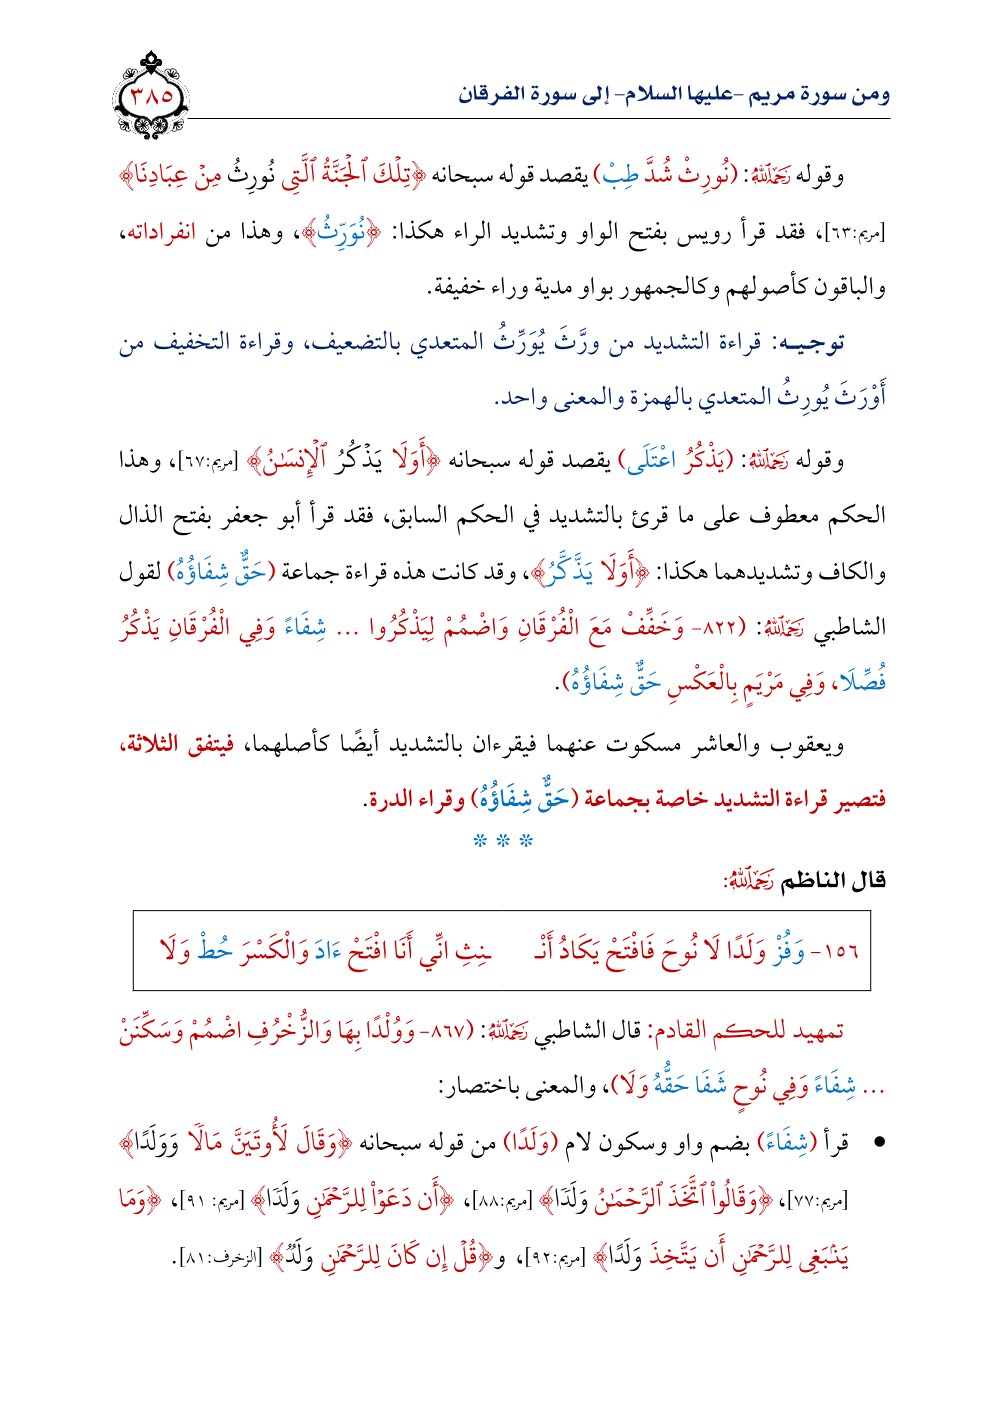 ومن سورة مريم –عليها السلام– إلى سورة الفرقان
٣٨٥
وقوله رَحِمَهُ ٱللَّهُ: (نُورِثْ شُدَّ طِبْ) يقصد قوله سبحانه ﴿تِلْكَ ٱلْجَنَّةُ ٱلَّتِى نُورِثُ مِنْ عِبَادِنَا﴾
[مريم:٦٣]، فقد قرأ رويس بفتح الواو وتشديد الراء هكذا: ﴿نُوَرِّثُ﴾، وهذا من انفراداته،
والباقون كأصولهم وكالجمهور بواو مدية وراء خفيفة.
توجيــه: قراءة التشديد من ورَّثَ يُوَرِّثُ المتعدي بالتضعيف، وقراءة التخفيف من
أَوْرَثَ يُورِثُ المتعدي بالهمزة والمعنى واحد.
وقوله رَحِمَهُ ٱللَّهُ: (يَذْكُرُ اعْتَلَى) يقصد قوله سبحانه ﴿أَوَلَا يَذْكُرُ ٱلْإِنسَٰنُ﴾ [مريم:٦٧]، وهذا
الحكم معطوف على ما قرئ بالتشديد في الحكم السابق، فقد قرأ أبو جعفر بفتح الذال
والكاف وتشديدهما هكذا: ﴿أَوَلَا يَذَّكَّرُ﴾، وقد كانت هذه قراءة جماعة (حَقٌّ شِفَاؤُهُ) لقول
الشاطبي رَحِمَهُ ٱللَّهُ: (٨٢٢- وَخَفِّفْ مَعَ الْفُرْقَانِ وَاضْمُمْ لِيَذْكُرُوا ... شِفَاءً وَفِي الْفُرْقَانِ يَذْكُرُ
فُصِّلَا، وَفِي مَرْيَمٍ بِالْعَكْسِ حَقٌّ شِفَاؤُهُ).
ويعقوب والعاشر مسكوت عنهما فيقرءان بالتشديد أيضًا كأصلهما، فيتفق الثلاثة،
فتصير قراءة التشديد خاصة بجماعة (حَقٌّ شِفَاؤُهُ) وقراء الدرة.
* * *
قال الناظم رَحِمَهُ ٱللَّهُ:
١٥٦- وَفُزْ وَلَدًا لَا نُوحَ فَافْتَحْ يَكَادُ أَنْـ ـنِثِ انِّي أَنَا افْتَحْ ءَادَ وَالْكَسْرَ حُطْ وَلَا
تمهيد للحكم القادم: قال الشاطبي رَحِمَهُ ٱللَّهُ: (٨٦٧- وَوُلْدًا بِهَا وَالزُّخْرُفِ اضْمُمْ وَسَكِّنَنْ
... شِفَاءً وَفِي نُوحٍ شَفَا حَقُّهُ وَلَا)، والمعنى باختصار:
● قرأ (شِفَاءً) بضم واو وسكون لام (وَلَدًا) من قوله سبحانه ﴿وَقَالَ لَأُوتَيَنَّ مَالًا وَوَلَدًا﴾
[مريم:٧٧]، ﴿وَقَالُواْ ٱتَّخَذَ ٱلرَّحْمَٰنُ وَلَدًا﴾ [مريم:٨٨]، ﴿أَن دَعَوْاْ لِلرَّحْمَٰنِ وَلَدًا﴾ [مريم: ٩١]، ﴿وَمَا
يَنۢبَغِى لِلرَّحْمَٰنِ أَن يَتَّخِذَ وَلَدًا﴾ [مريم:٩٢]، و﴿قُلْ إِن كَانَ لِلرَّحْمَٰنِ وَلَدٌ﴾ [الزخرف:٨١].